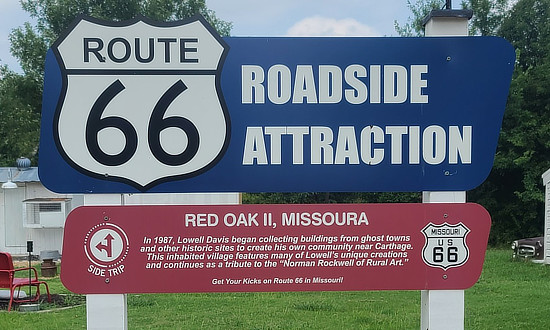 ROUTE
66
ROADSIDE
ATTRACTION
RED OAK II, MISSOURA
In 1987, Lowell Davis began collecting buildings from ghost towns
and other historic sites to create his own community near Carthage.
This inhabited village features many of Lowell's unique creations
and continues as a tribute to the "Norman Rockwell of Rural Art."
Get Your Kicks on Route 66 in Missouri!
SIDE TRIP
MISSOURI
US
66